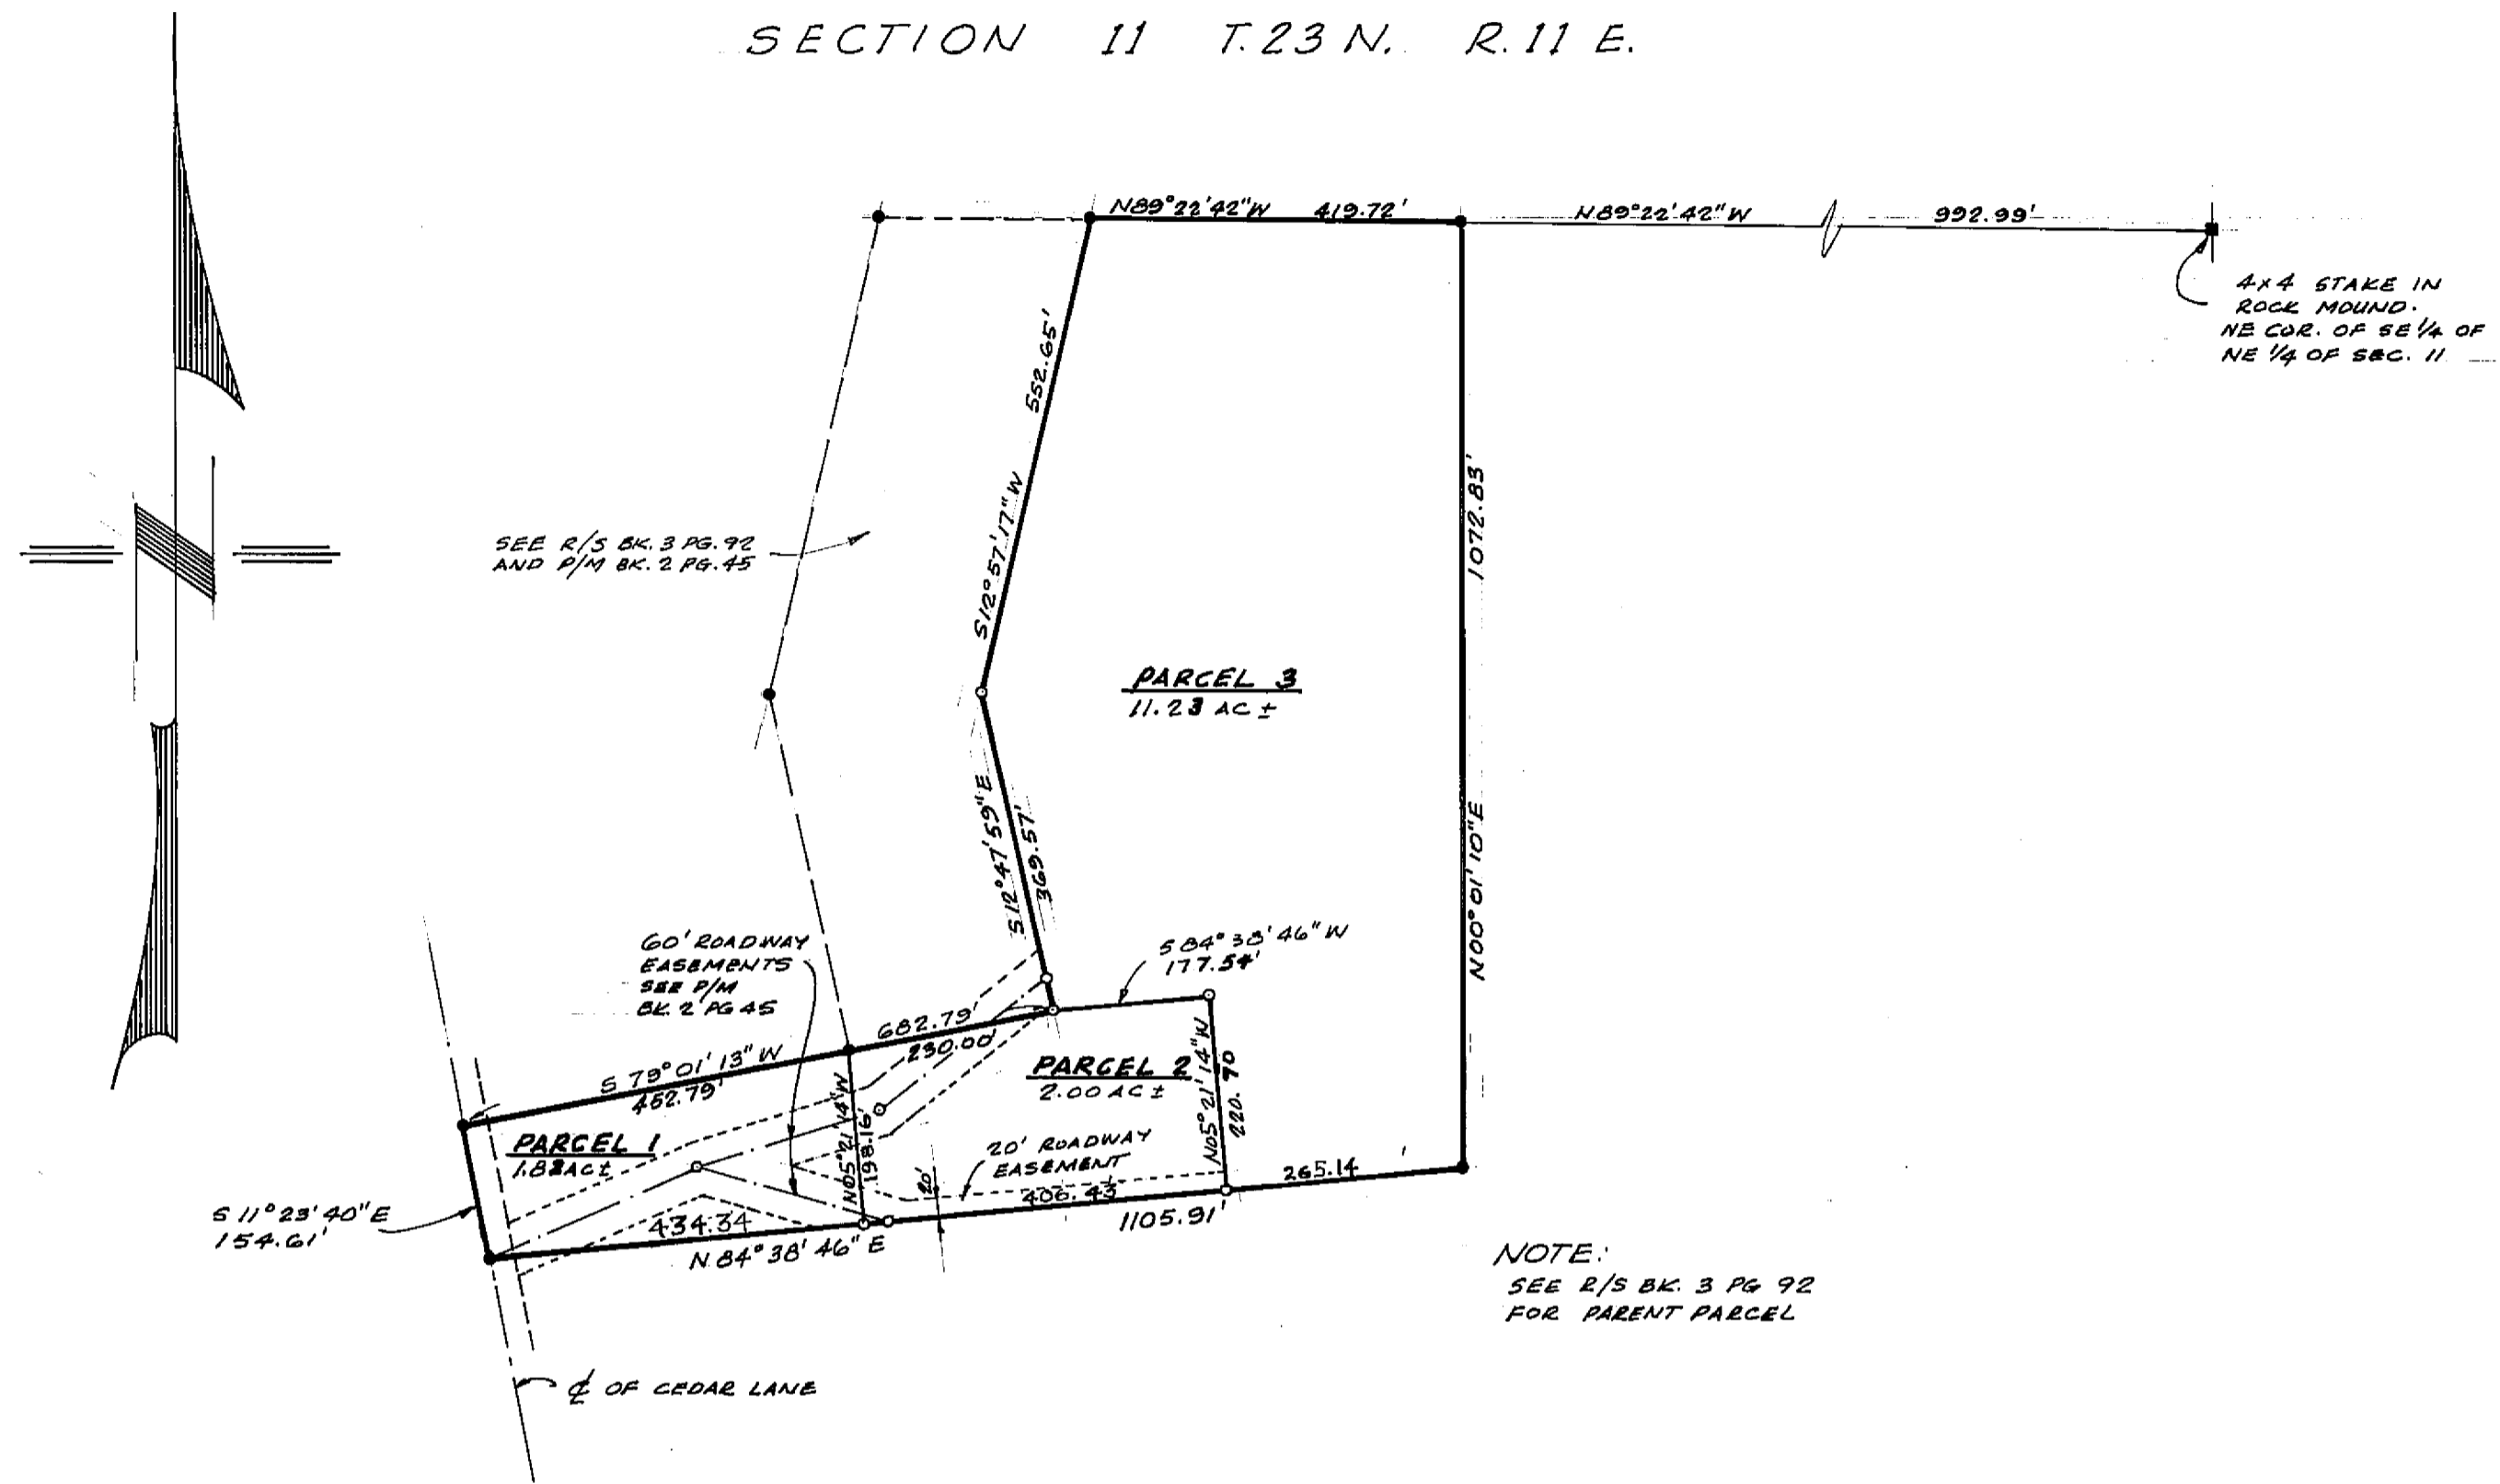 SECTION 11 T.23 N. R.11 E.
N89°22'42"W 419.72'
N89°22'42"W 992.99'
4x4 STAKE IN
ROCK MOUND.
NE COR. OF SE 1/4 OF
NE 1/4 OF SEC. 11
552.65'
S12°57'17"W
1072.83'
N00°01'10"E
SEE R/S BK. 3 PG. 92
AND P/M BK. 2 PG. 45
PARCEL 3
11.23 AC ±
S12°47'59"E
369.57'
60' ROADWAY
EASEMENTS
SEE P/M
BK. 2 PG 45
S 84°38'46" W
177.54'
682.79'
230.00'
S 79°01'13" W
452.79'
PARCEL 2
2.00 AC ±
N05°21'14"W
220.70
N05°21'14"W
198.16'
PARCEL 1
1.82 AC ±
20' ROADWAY
EASEMENT
20'
406.43'
265.14'
1105.91'
434.34
N 84°38'46" E
S 11°23'40"E
154.61'
NOTE:
SEE R/S BK. 3 PG 92
FOR PARENT PARCEL
℄ OF CEDAR LANE